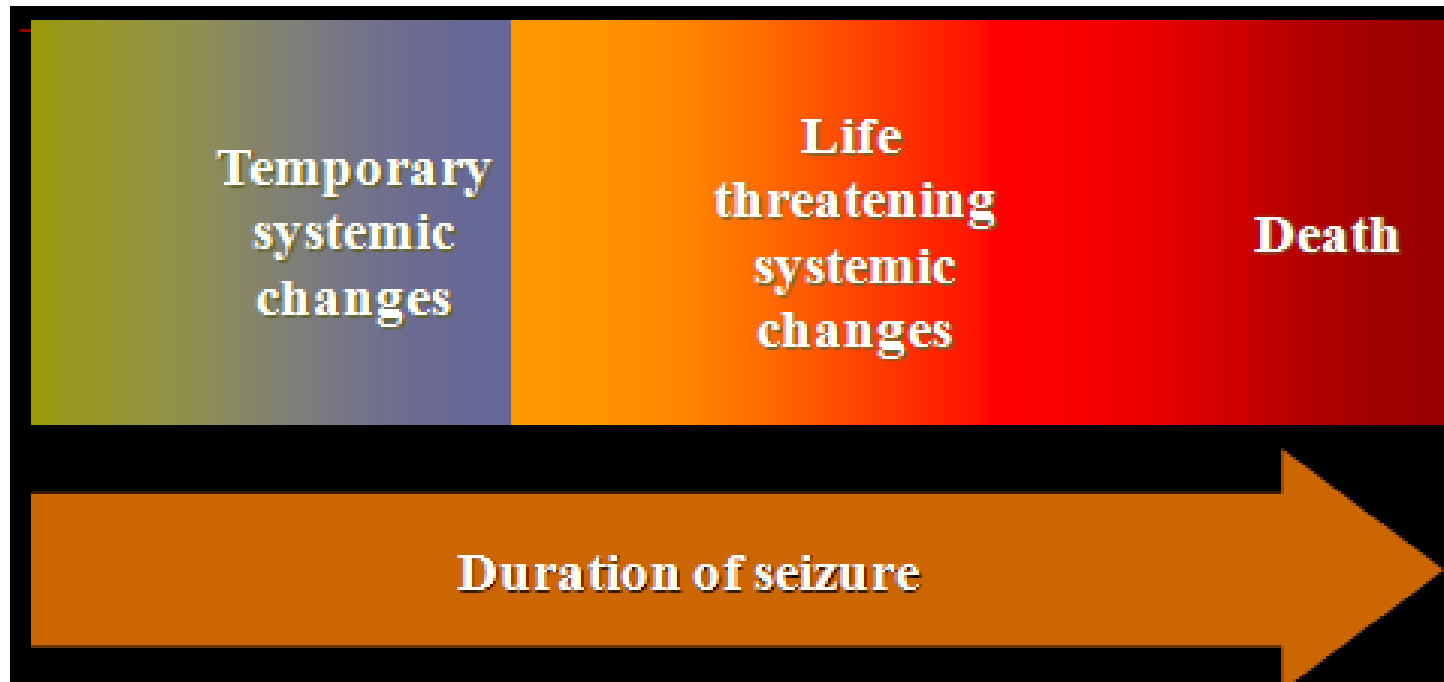 Temporary
systemic
changes
Life
threatening
systemic
changes
Death
Duration of seizure